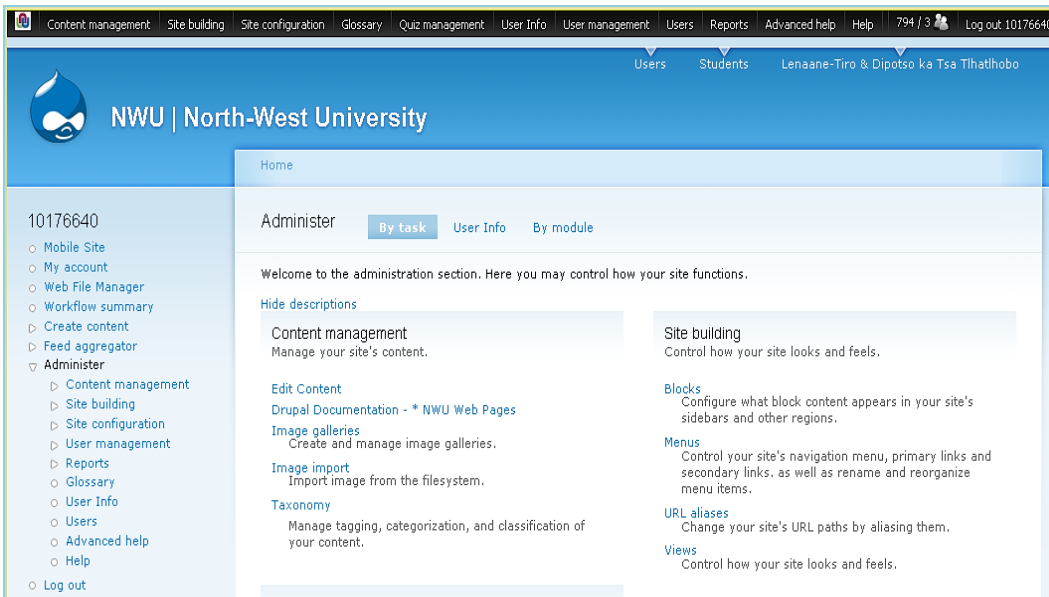 Content management Site building Site configuration Glossary Quiz management User Info User management Users Reports Advanced help Help 794 / 3 Log out 10176640
Users Students Lenaane-Tiro & Dipotso ka Tsa Tlhatlhobo
NWU | North-West University
Home
10176640
Mobile Site
My account
Web File Manager
Workflow summary
Create content
Feed aggregator
Administer
Content management
Site building
Site configuration
User management
Reports
Glossary
User Info
Users
Advanced help
Help
Log out
Administer By task User Info By module
Welcome to the administration section. Here you may control how your site functions.
Hide descriptions
Content management
Manage your site's content.
Edit Content
Drupal Documentation - * NWU Web Pages
Image galleries
Create and manage image galleries.
Image import
Import image from the filesystem.
Taxonomy
Manage tagging, categorization, and classification of
your content.
Site building
Control how your site looks and feels.
Blocks
Configure what block content appears in your site's
sidebars and other regions.
Menus
Control your site's navigation menu, primary links and
secondary links. as well as rename and reorganize
menu items.
URL aliases
Change your site's URL paths by aliasing them.
Views
Control how your site looks and feels.